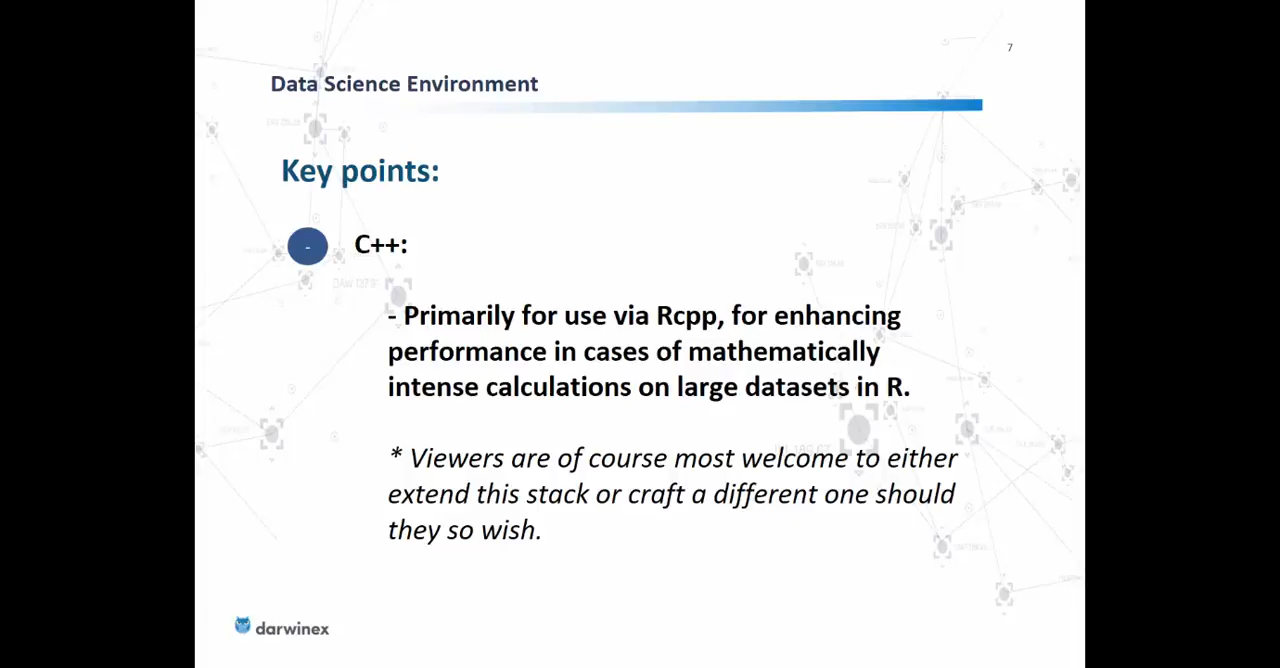 7
Data Science Environment
Key points:
- C++:
- Primarily for use via Rcpp, for enhancing
performance in cases of mathematically
intense calculations on large datasets in R.
* Viewers are of course most welcome to either
extend this stack or craft a different one should
they so wish.
darwinex